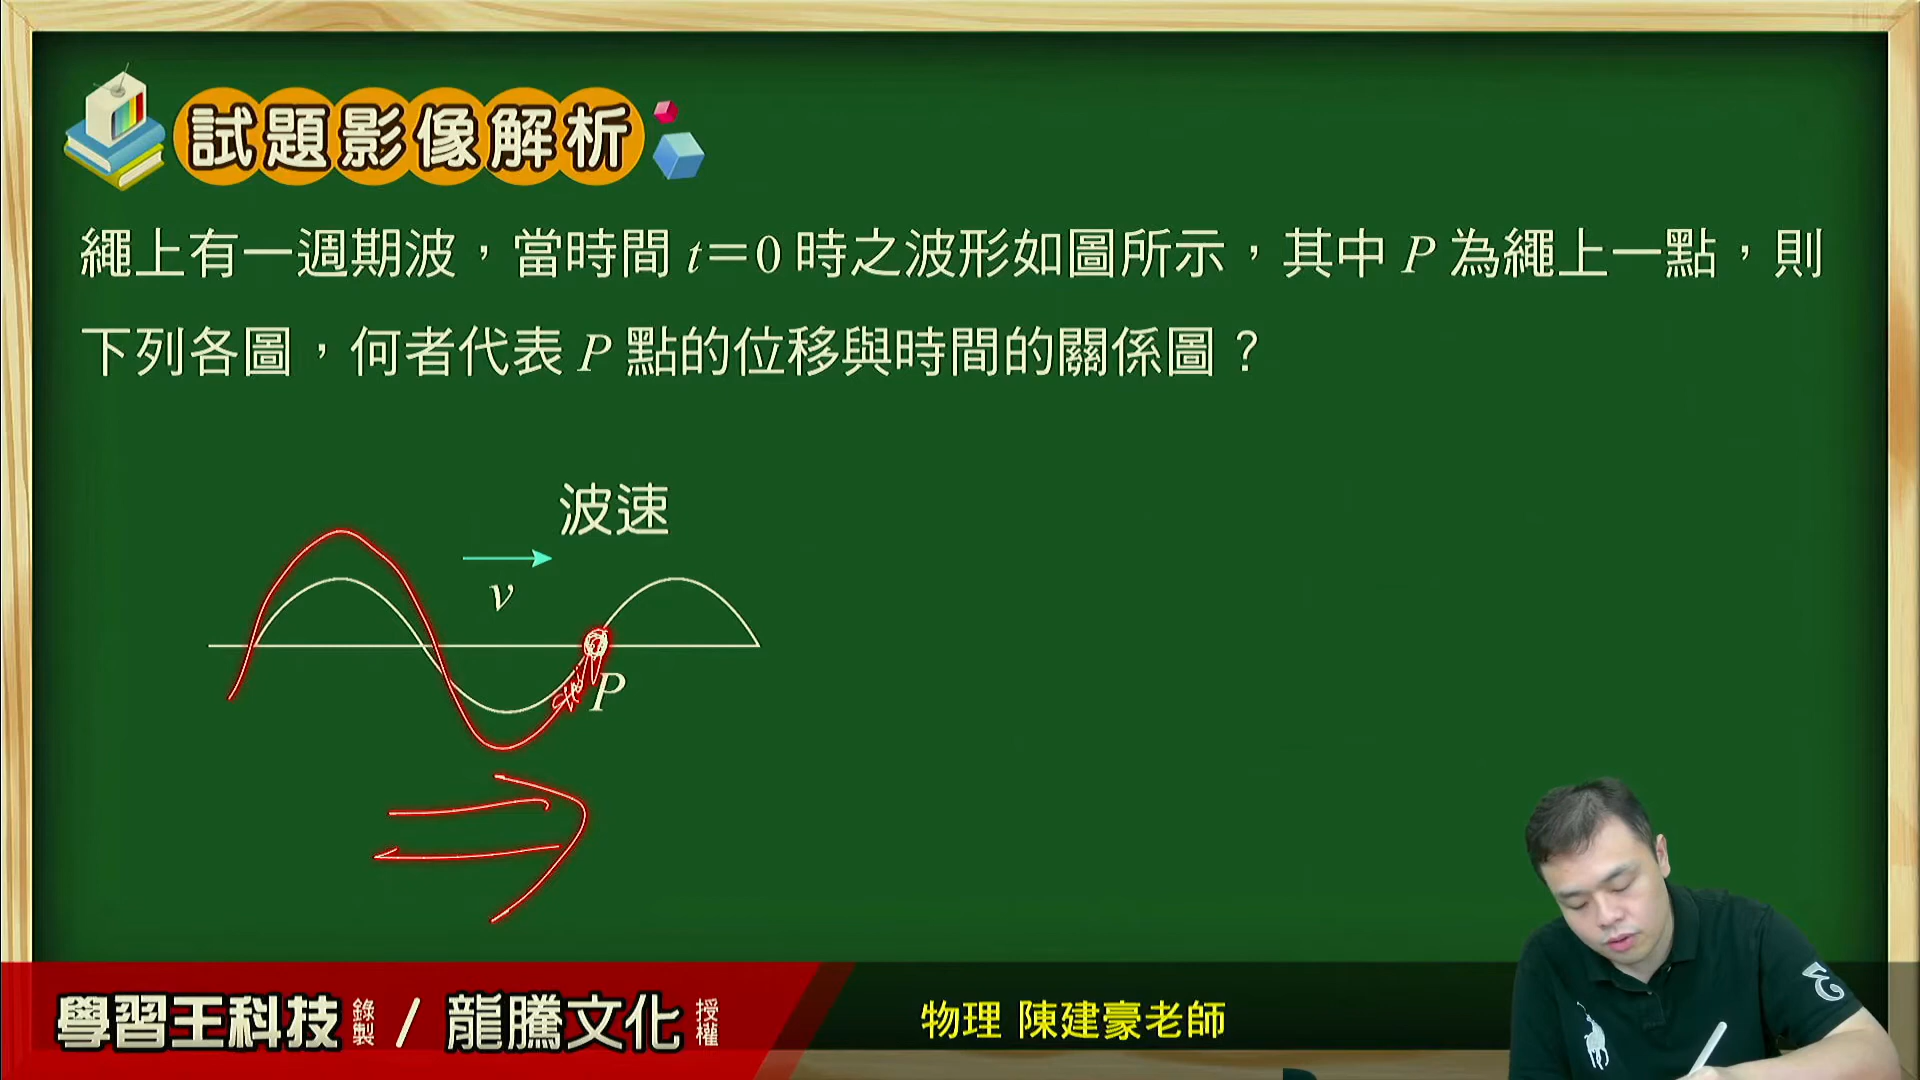 試題影像解析
繩上有一週期波，當時間 t=0 時之波形如圖所示，其中 P 為繩上一點，則
下列各圖，何者代表 P 點的位移與時間的關係圖？
波速
v
P
學習王科技 錄製 / 龍騰文化 授權
物理 陳建豪老師